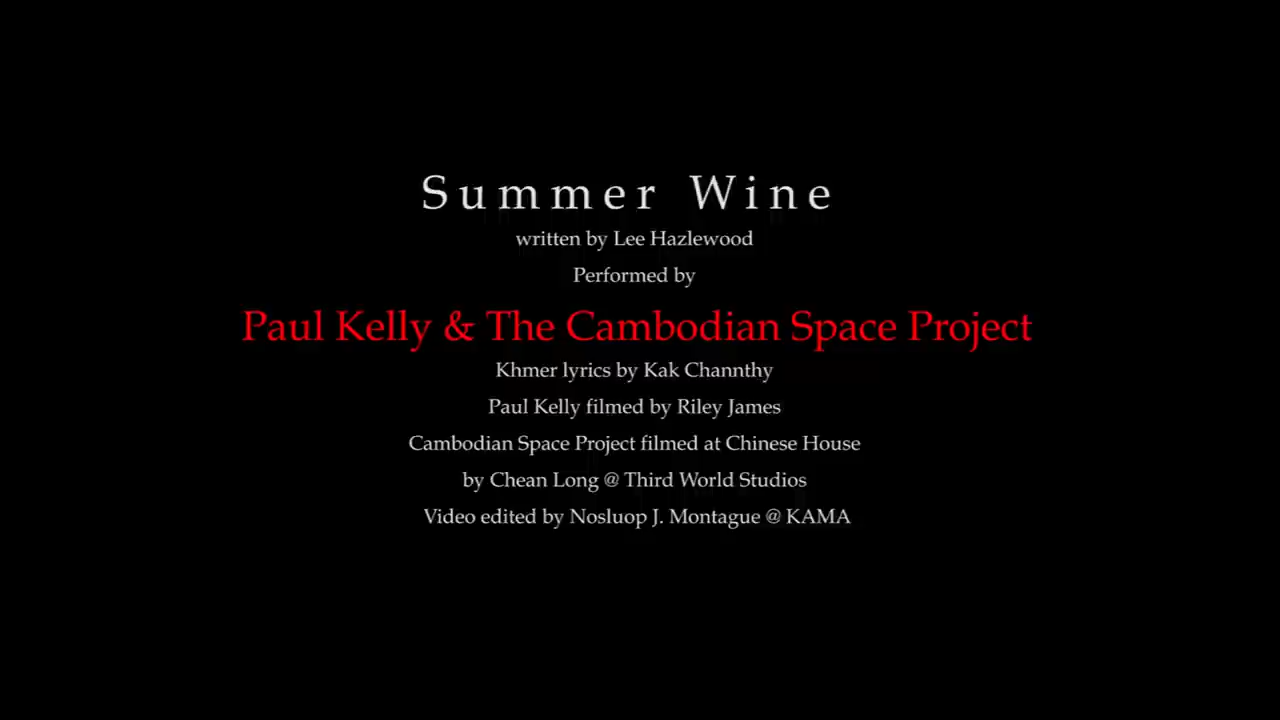 Summer Wine
written by Lee Hazlewood
Performed by
Paul Kelly & The Cambodian Space Project
Khmer lyrics by Kak Channthy
Paul Kelly filmed by Riley James
Cambodian Space Project filmed at Chinese House
by Chean Long @ Third World Studios
Video edited by Nosluop J. Montague @ KAMA